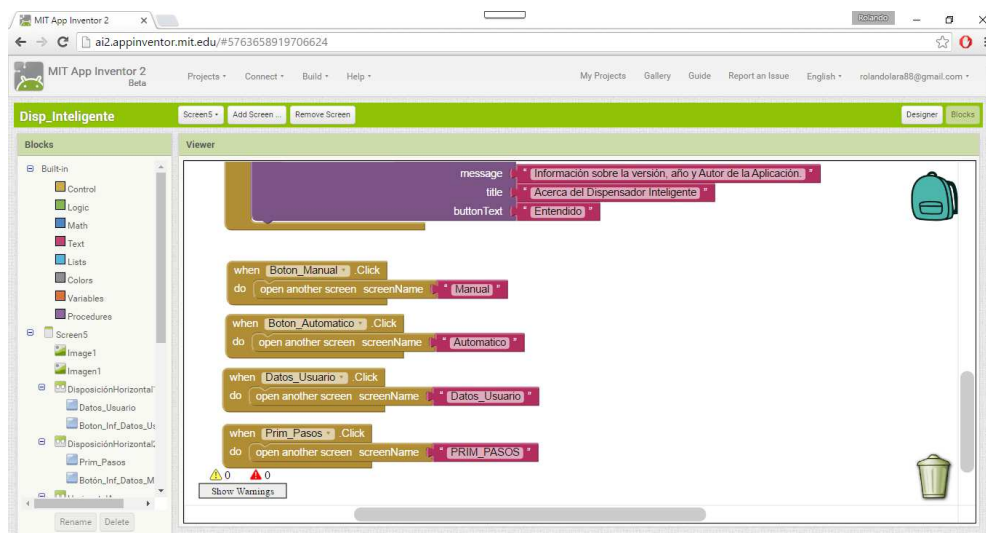 MIT App Inventor 2
Rolando
ai2.appinventor.mit.edu/#5763658919706624
MIT App Inventor 2
Beta
Projects
Connect
Build
Help
My Projects
Gallery
Guide
Report an Issue
English
rolandolara88@gmail.com
Disp_Inteligente
Screen5
Add Screen ...
Remove Screen
Designer
Blocks
Blocks
Viewer
Built-in
Control
Logic
Math
Text
Lists
Colors
Variables
Procedures
Screen5
Image1
Imagen1
DisposiciónHorizontal
Datos_Usuario
Boton_Inf_Datos_Us
DisposiciónHorizontal
Prim_Pasos
Botón_Inf_Datos_M
Rename
Delete
message " Información sobre la versión, año y Autor de la Aplicación. "
title " Acerca del Dispensador Inteligente "
buttonText " Entendido "
when Boton_Manual .Click
do open another screen screenName " Manual "
when Boton_Automatico .Click
do open another screen screenName " Automatico "
when Datos_Usuario .Click
do open another screen screenName " Datos_Usuario "
when Prim_Pasos .Click
do open another screen screenName " PRIM_PASOS "
0 0
Show Warnings